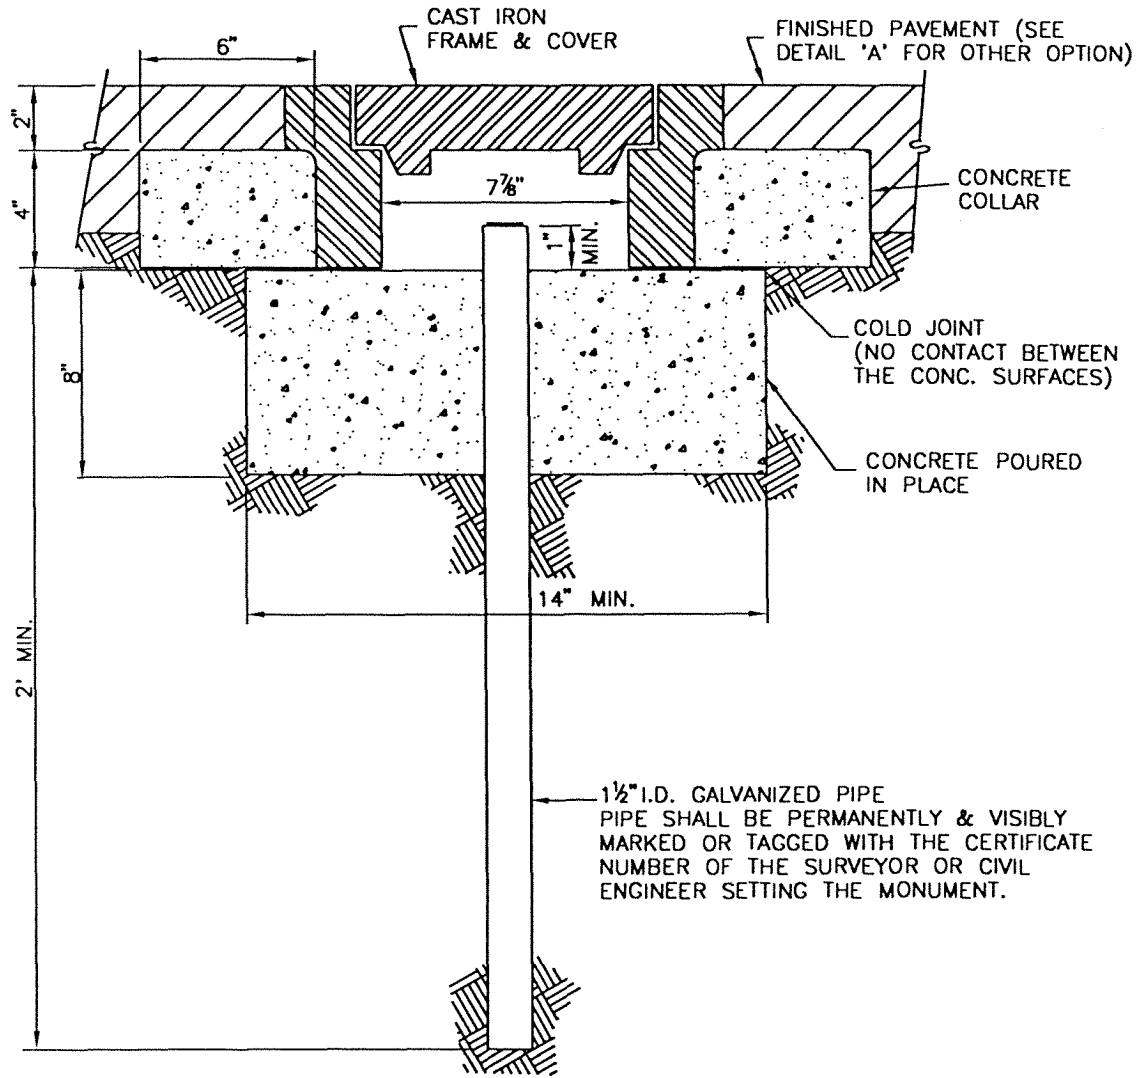 CAST IRON
FRAME & COVER
FINISHED PAVEMENT (SEE
DETAIL 'A' FOR OTHER OPTION)
6"
2"
4"
7⅞"
1"
MIN.
CONCRETE
COLLAR
COLD JOINT
(NO CONTACT BETWEEN
THE CONC. SURFACES)
8"
CONCRETE POURED
IN PLACE
14" MIN.
2' MIN.
1½" I.D. GALVANIZED PIPE
PIPE SHALL BE PERMANENTLY & VISIBLY
MARKED OR TAGGED WITH THE CERTIFICATE
NUMBER OF THE SURVEYOR OR CIVIL
ENGINEER SETTING THE MONUMENT.